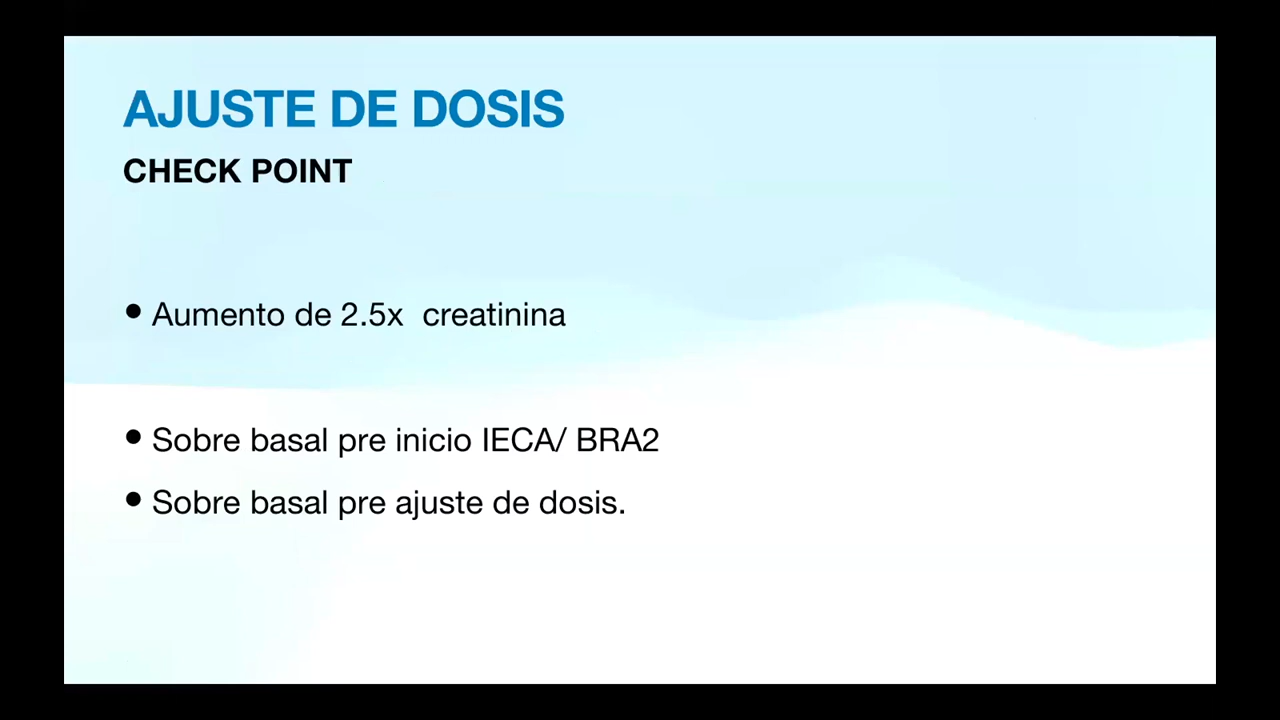 AJUSTE DE DOSIS
CHECK POINT
• Aumento de 2.5x  creatinina
• Sobre basal pre inicio IECA/ BRA2
• Sobre basal pre ajuste de dosis.